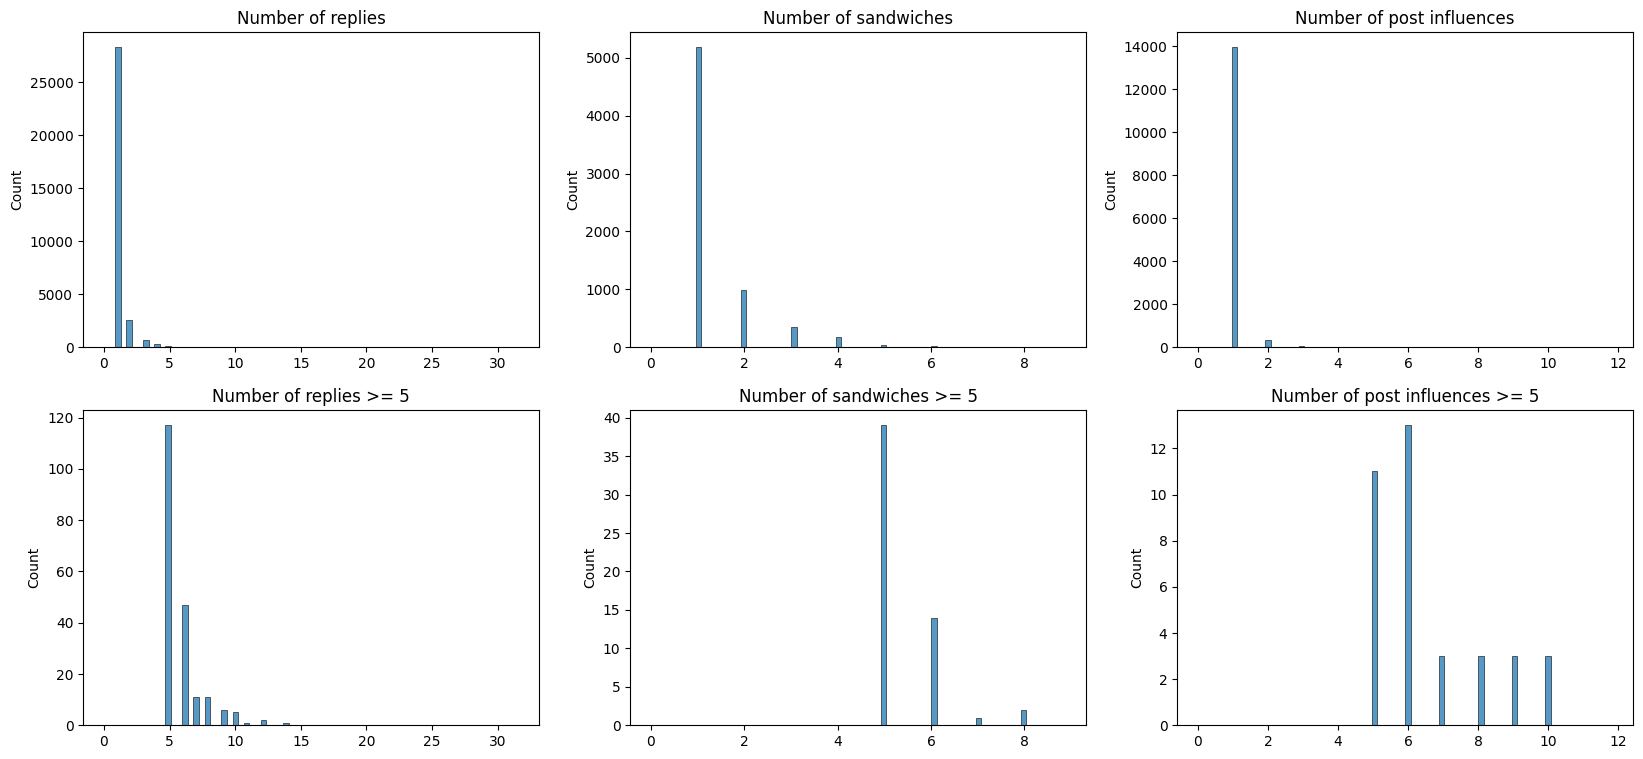 Number of replies
Number of sandwiches
Number of post influences
Count
25000
20000
15000
10000
5000
0
0 5 10 15 20 25 30
Count
5000
4000
3000
2000
1000
0
0 2 4 6 8
Count
14000
12000
10000
8000
6000
4000
2000
0
0 2 4 6 8 10 12
Number of replies >= 5
Number of sandwiches >= 5
Number of post influences >= 5
Count
120
100
80
60
40
20
0
0 5 10 15 20 25 30
Count
40
35
30
25
20
15
10
5
0
0 2 4 6 8
Count
12
10
8
6
4
2
0
0 2 4 6 8 10 12